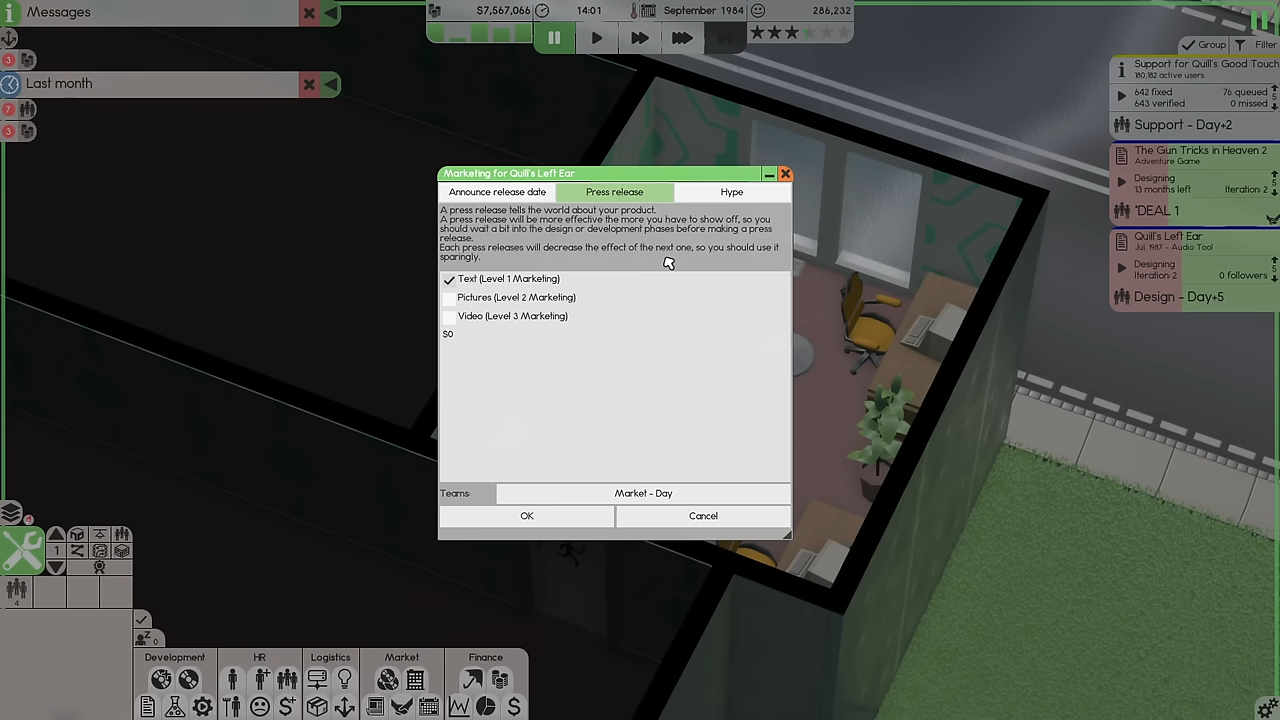 Messages
$7,567,066
14:01
September 1984
286,232
3
Last month
7
3
Group
Filter
Support for Quill's Good Touch
180,182 active users
642 fixed 76 queued
643 verified 0 missed
5
Support - Day+2
The Gun Tricks in Heaven 2
Adventure Game
Designing
13 months left Iteration: 2
"DEAL 1
Quill's Left Ear
Jul. 1987 - Audio Tool
Designing
Iteration: 2 0 followers
5
Design - Day+5
Marketing for Quill's Left Ear
Announce release date Press release Hype
A press release tells the world about your product.
A press release will be more effective the more you have to show off, so you
should wait a bit into the design or development phases before making a press
release.
Each press releases will decrease the effect of the next one, so you should use it
sparingly.
Text (Level 1 Marketing)
Pictures (Level 2 Marketing)
Video (Level 3 Marketing)
$0
Teams: Market - Day
OK Cancel
1
4
0
Development HR Logistics Market Finance